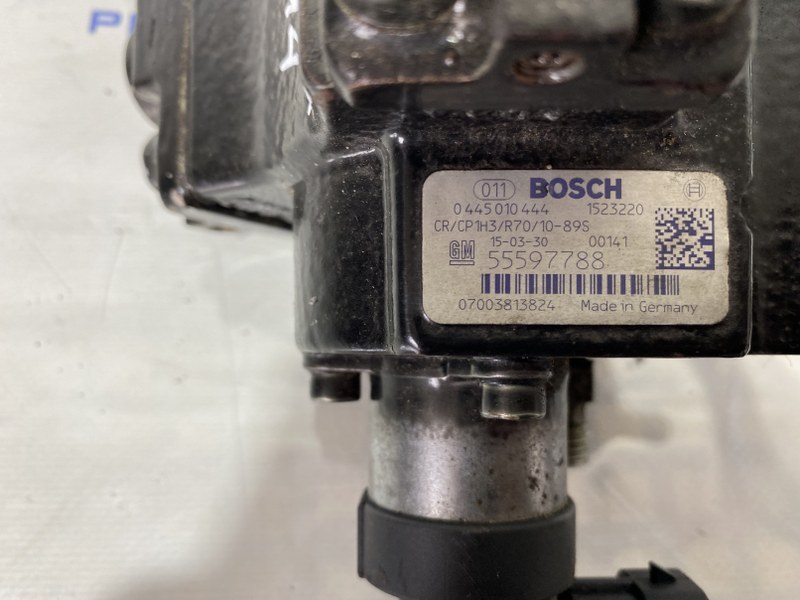 011 BOSCH
0 445 010 444 1523220
CR/CP1H3/R70/10-89S
15-03-30 00141
GM 55597788
07003813824 Made in Germany